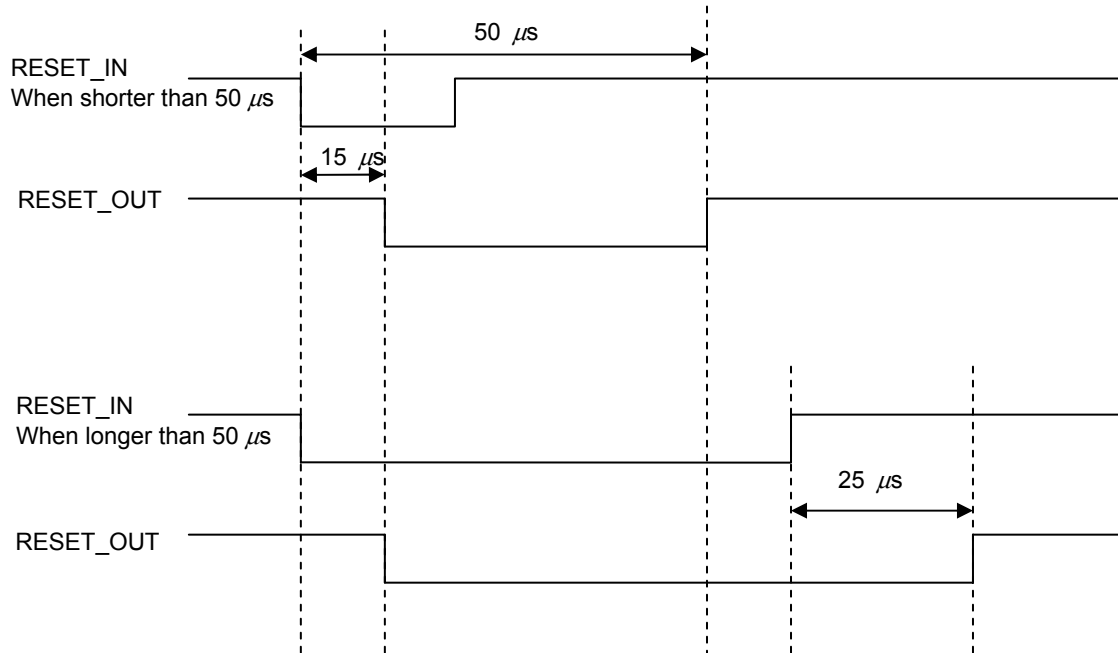 50 μs
RESET_IN
When shorter than 50 μs
15 μs
RESET_OUT
RESET_IN
When longer than 50 μs
25 μs
RESET_OUT